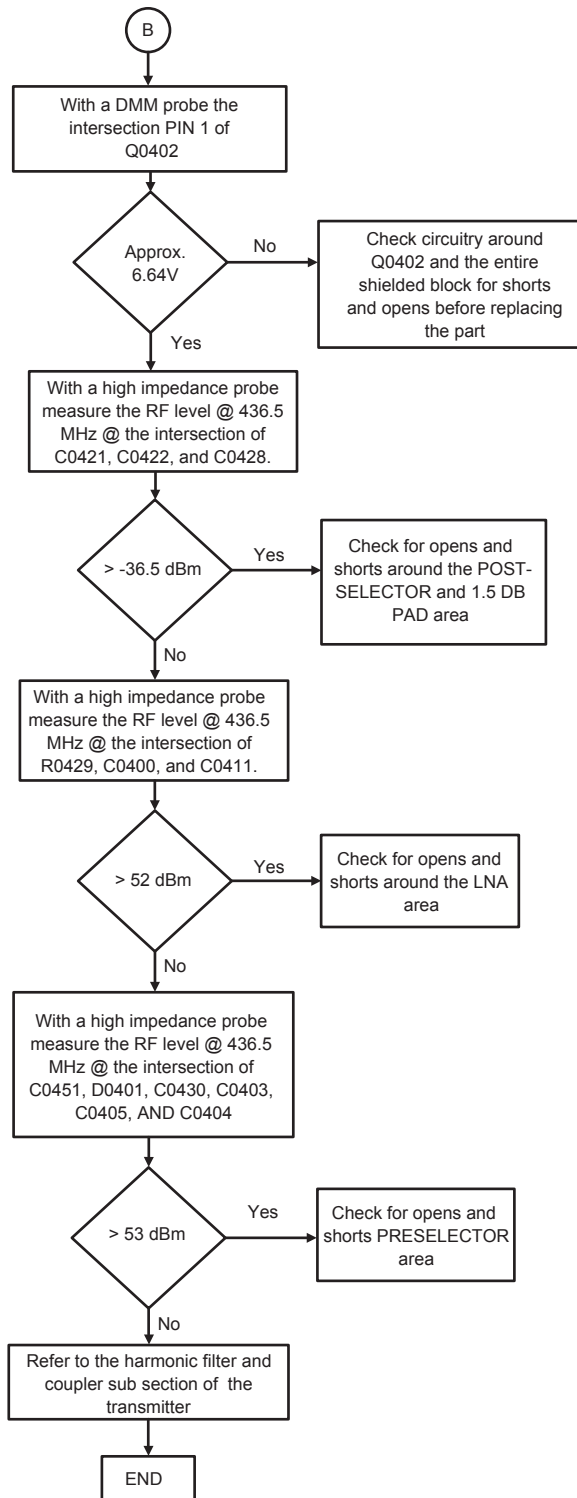 B
With a DMM probe the
intersection PIN 1 of
Q0402
Approx.
6.64V
No
Check circuitry around
Q0402 and the entire
shielded block for shorts
and opens before replacing
the part
Yes
With a high impedance probe
measure the RF level @ 436.5
MHz @ the intersection of
C0421, C0422, and C0428.
> -36.5 dBm
Yes
Check for opens and
shorts around the POST-
SELECTOR and 1.5 DB
PAD area
No
With a high impedance probe
measure the RF level @ 436.5
MHz @ the intersection of
R0429, C0400, and C0411.
> 52 dBm
Yes
Check for opens and
shorts around the LNA
area
No
With a high impedance probe
measure the RF level @ 436.5
MHz @ the intersection of
C0451, D0401, C0430, C0403,
C0405, AND C0404
> 53 dBm
Yes
Check for opens and
shorts PRESELECTOR
area
No
Refer to the harmonic filter and
coupler sub section of the
transmitter
END